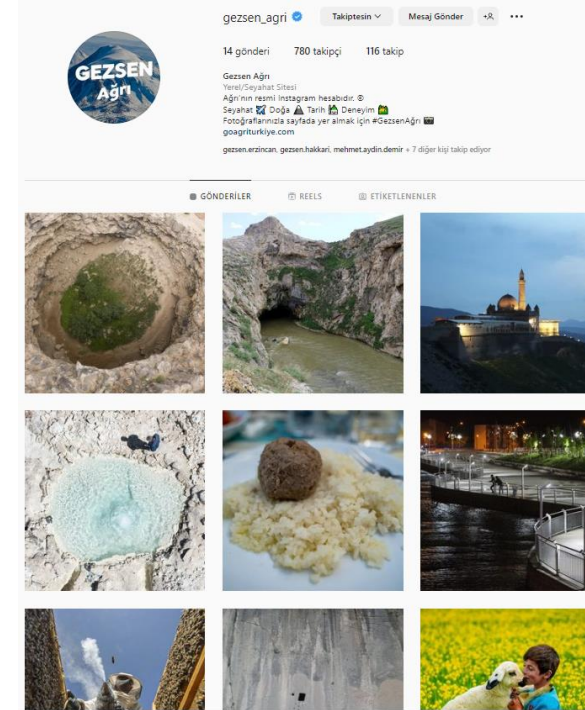 gezsen_agri
Takiptesin
Mesaj Gönder
14 gönderi 780 takipçi 116 takip
GEZSEN
Ağrı
Gezsen Ağrı
Yerel/Seyahat Sitesi
Ağrı'nın resmi Instagram hesabıdır. ®
Seyahat ✈️ Doğa 🏔 Tarih 🕌 Deneyim 🏞
Fotoğraflarınızla sayfada yer almak için #GezsenAğrı 📷
goagriturkiye.com
gezsen.erzincan, gezsen.hakkari, mehmet.aydin.demir + 7 diğer kişi takip ediyor
GÖNDERİLER REELS ETİKETLENENLER